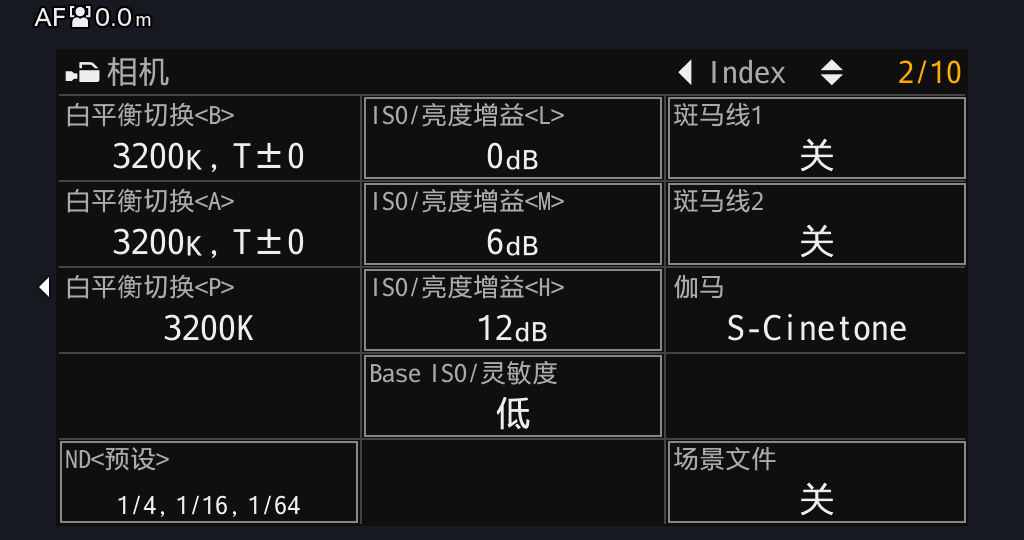 AF 0.0m
相机 Index 2/10
白平衡切换<B> ISO/亮度增益<L> 斑马线1
3200K, T±0 0dB 关
白平衡切换<A> ISO/亮度增益<M> 斑马线2
3200K, T±0 6dB 关
白平衡切换<P> ISO/亮度增益<H> 伽马
3200K 12dB S-Cinetone
Base ISO/灵敏度
低
ND<预设> 场景文件
1/4, 1/16, 1/64 关